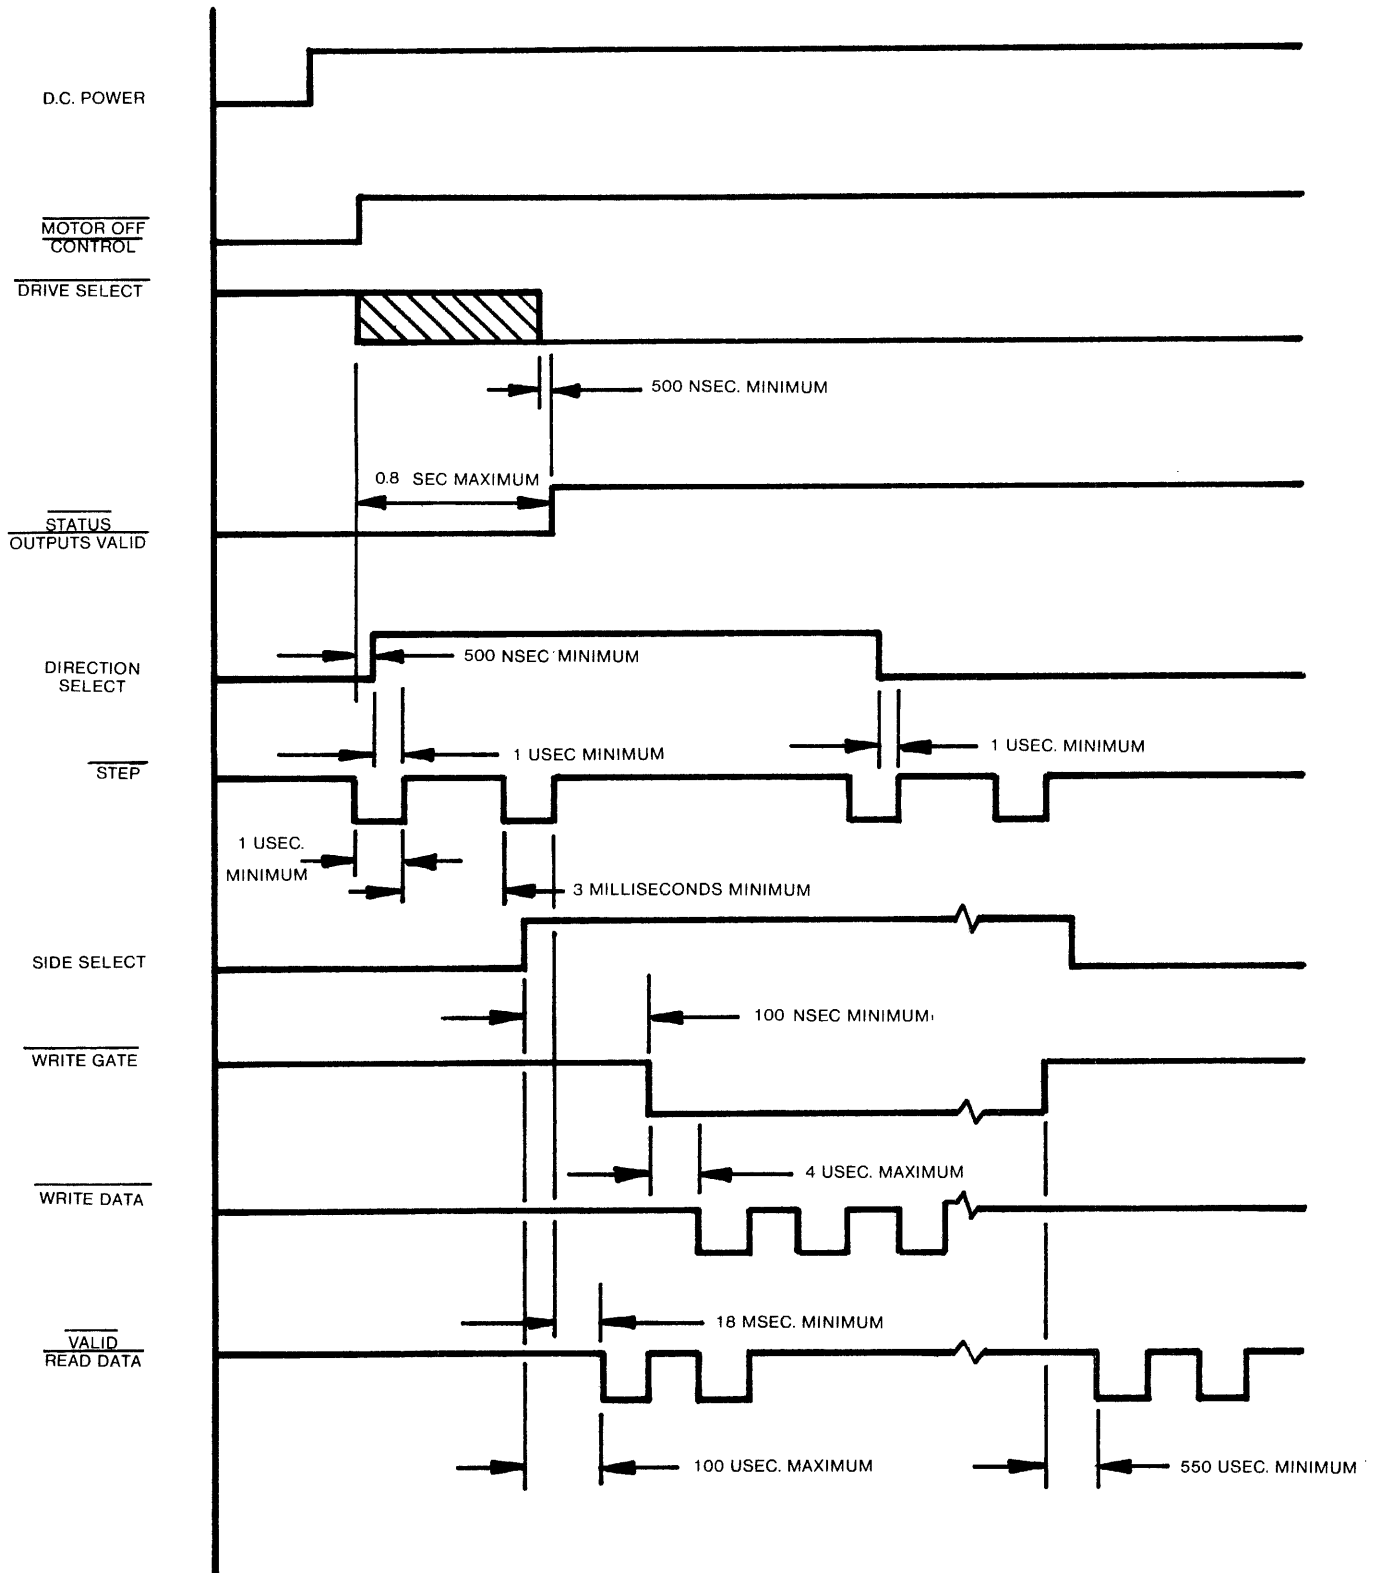 D.C. POWER
MOTOR OFF
CONTROL
DRIVE SELECT
500 NSEC. MINIMUM
0.8 SEC MAXIMUM
STATUS
OUTPUTS VALID
500 NSEC MINIMUM
DIRECTION
SELECT
1 USEC MINIMUM
1 USEC. MINIMUM
STEP
1 USEC.
MINIMUM
3 MILLISECONDS MINIMUM
SIDE SELECT
100 NSEC MINIMUM
WRITE GATE
4 USEC. MAXIMUM
WRITE DATA
18 MSEC. MINIMUM
VALID
READ DATA
100 USEC. MAXIMUM
550 USEC. MINIMUM